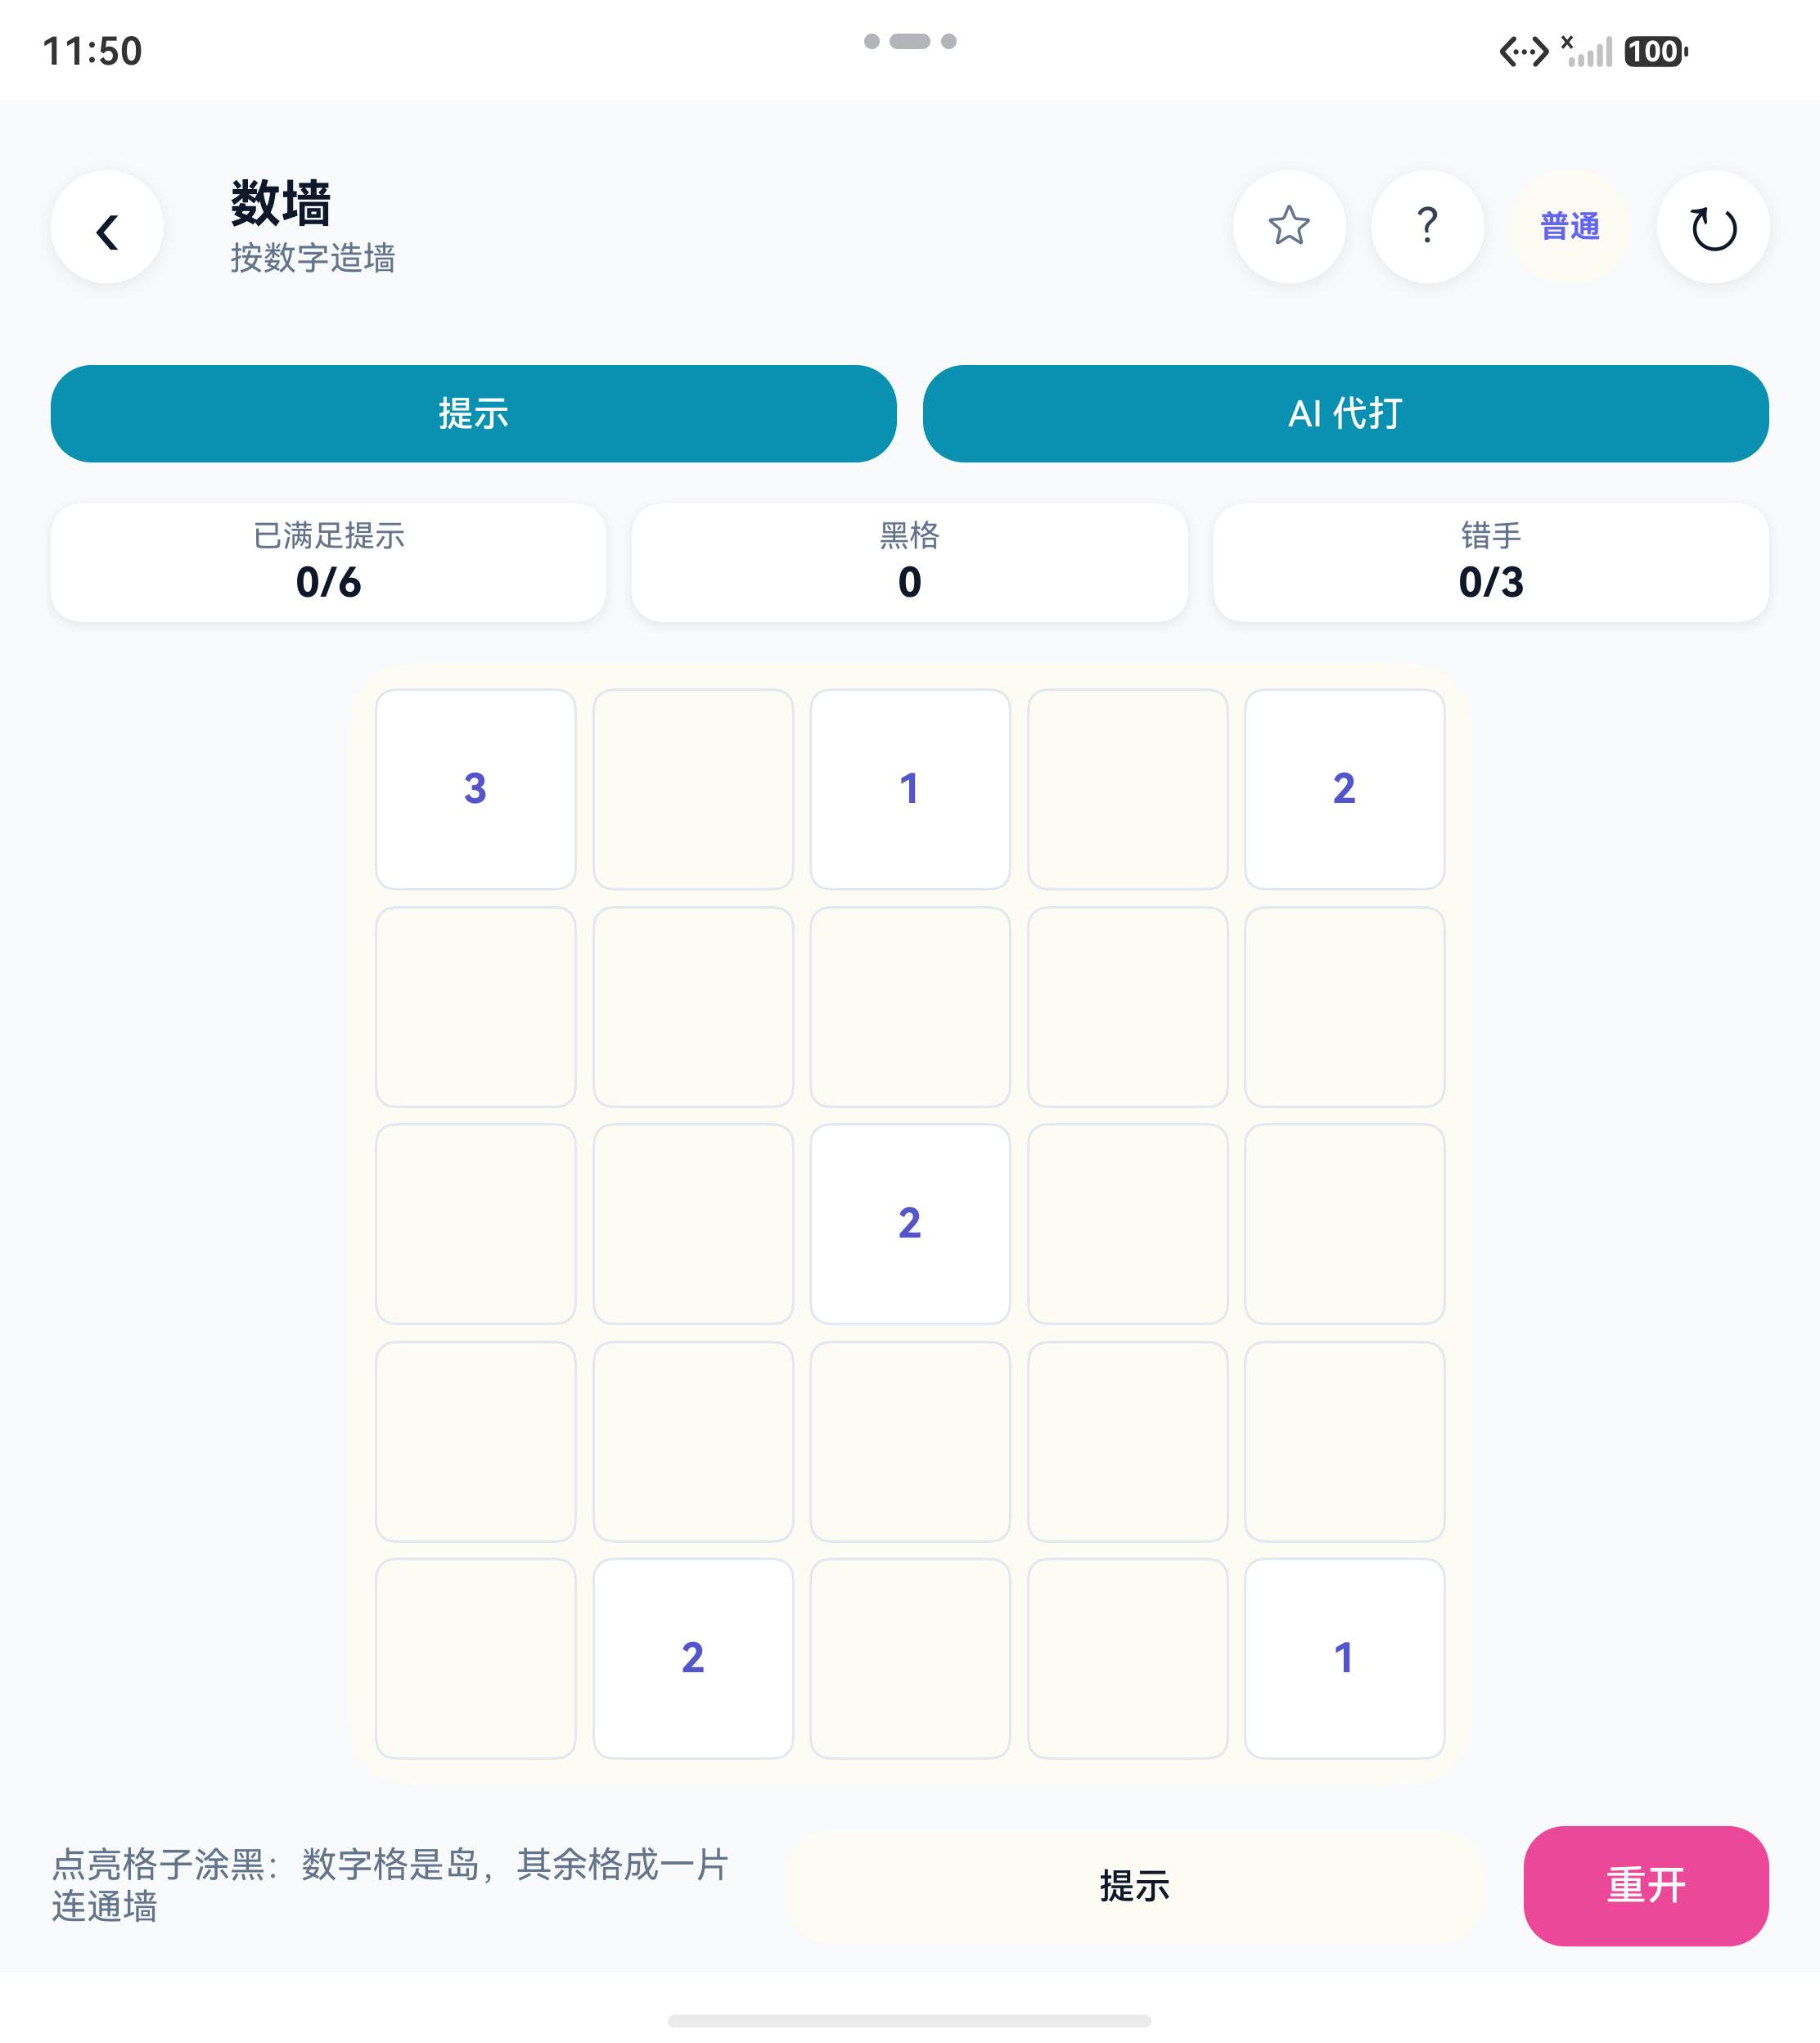 11:50
100
数墙
按数字造墙
?
普通
提示
AI 代打
已满足提示
0/6
黑格
0
错手
0/3
3
1
2
2
2
1
点亮格子涂黑：数字格是岛，其余格成一片
连通墙
提示
重开